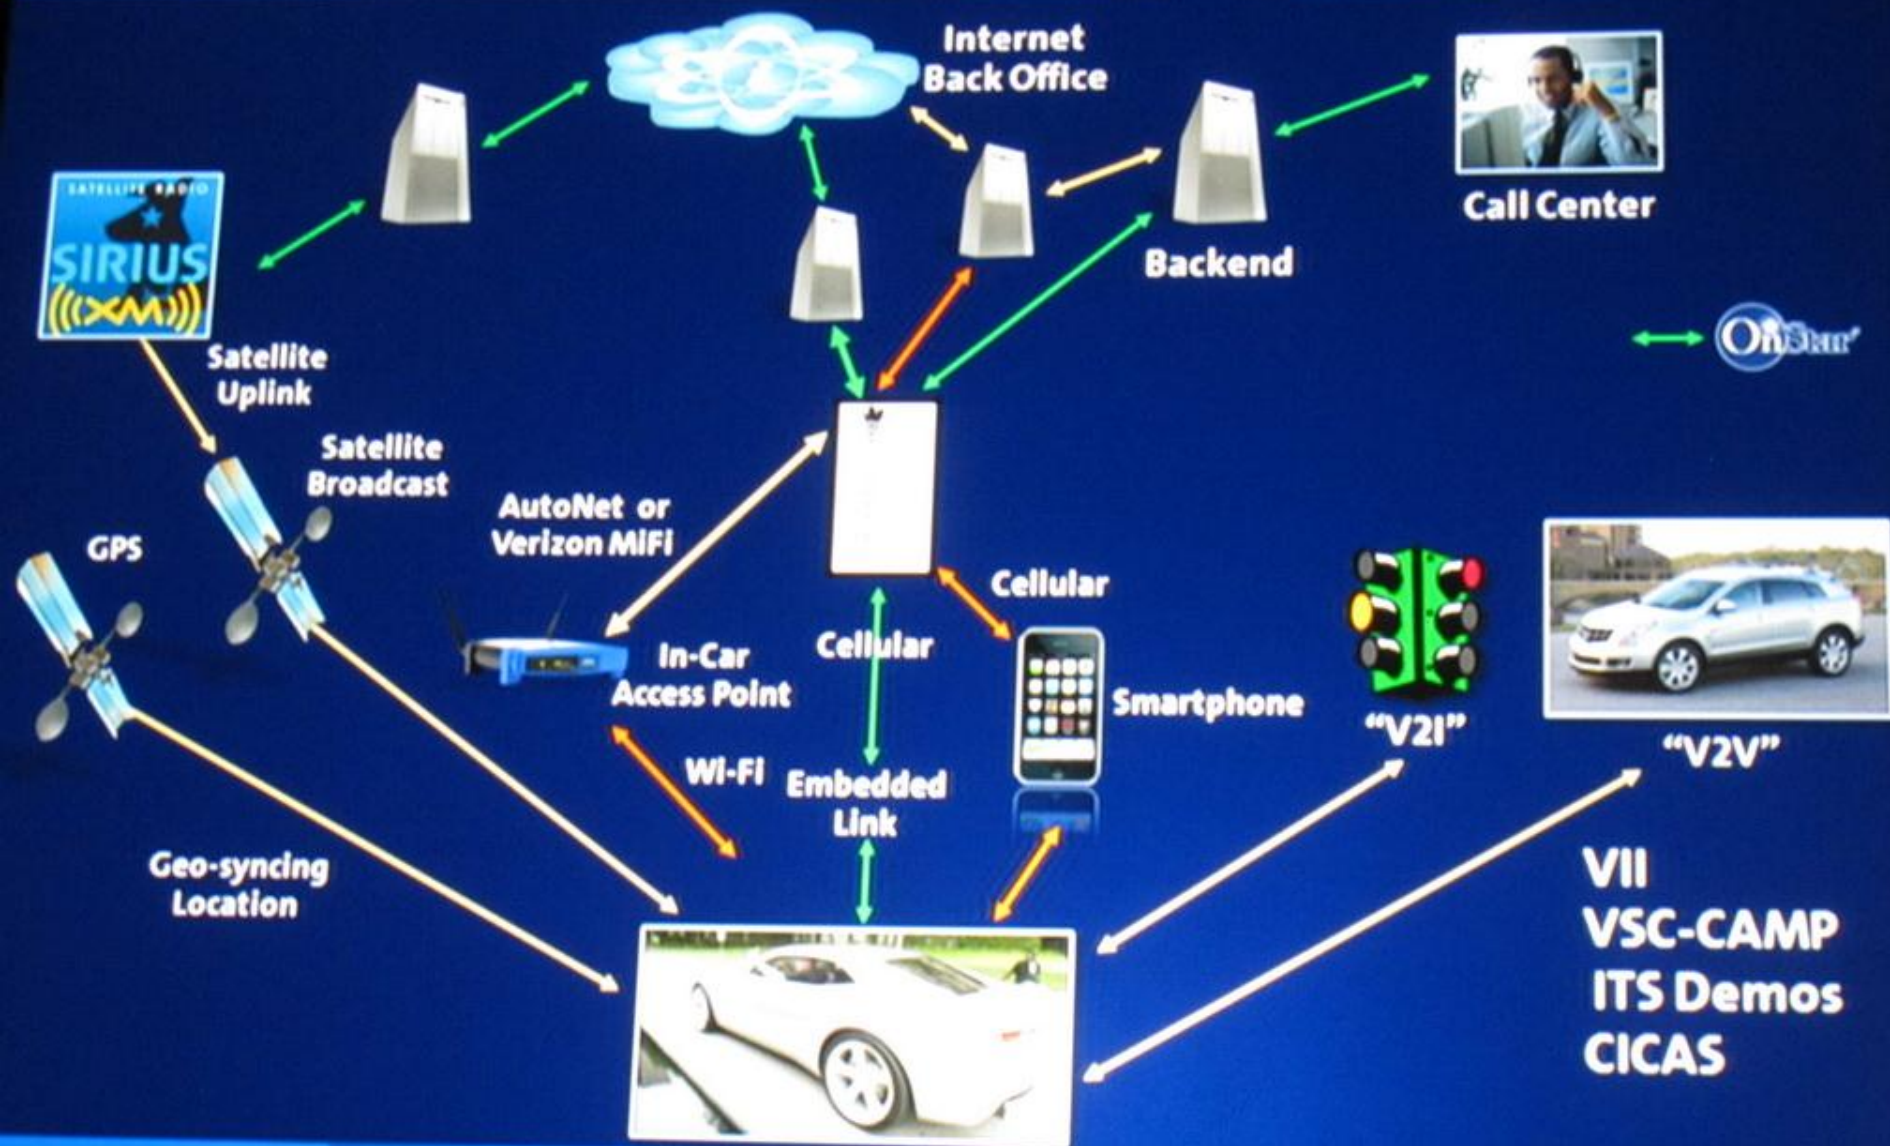 Internet
Back Office
SATELLITE RADIO
SIRIUS
((XM))
Call Center
Backend
OnStar
Satellite
Uplink
Satellite
Broadcast
AutoNet or
Verizon MiFi
GPS
Cellular
Cellular
In-Car
Access Point
Smartphone
"V2I"
"V2V"
Wi-Fi
Embedded
Link
Geo-syncing
Location
VII
VSC-CAMP
ITS Demos
CICAS